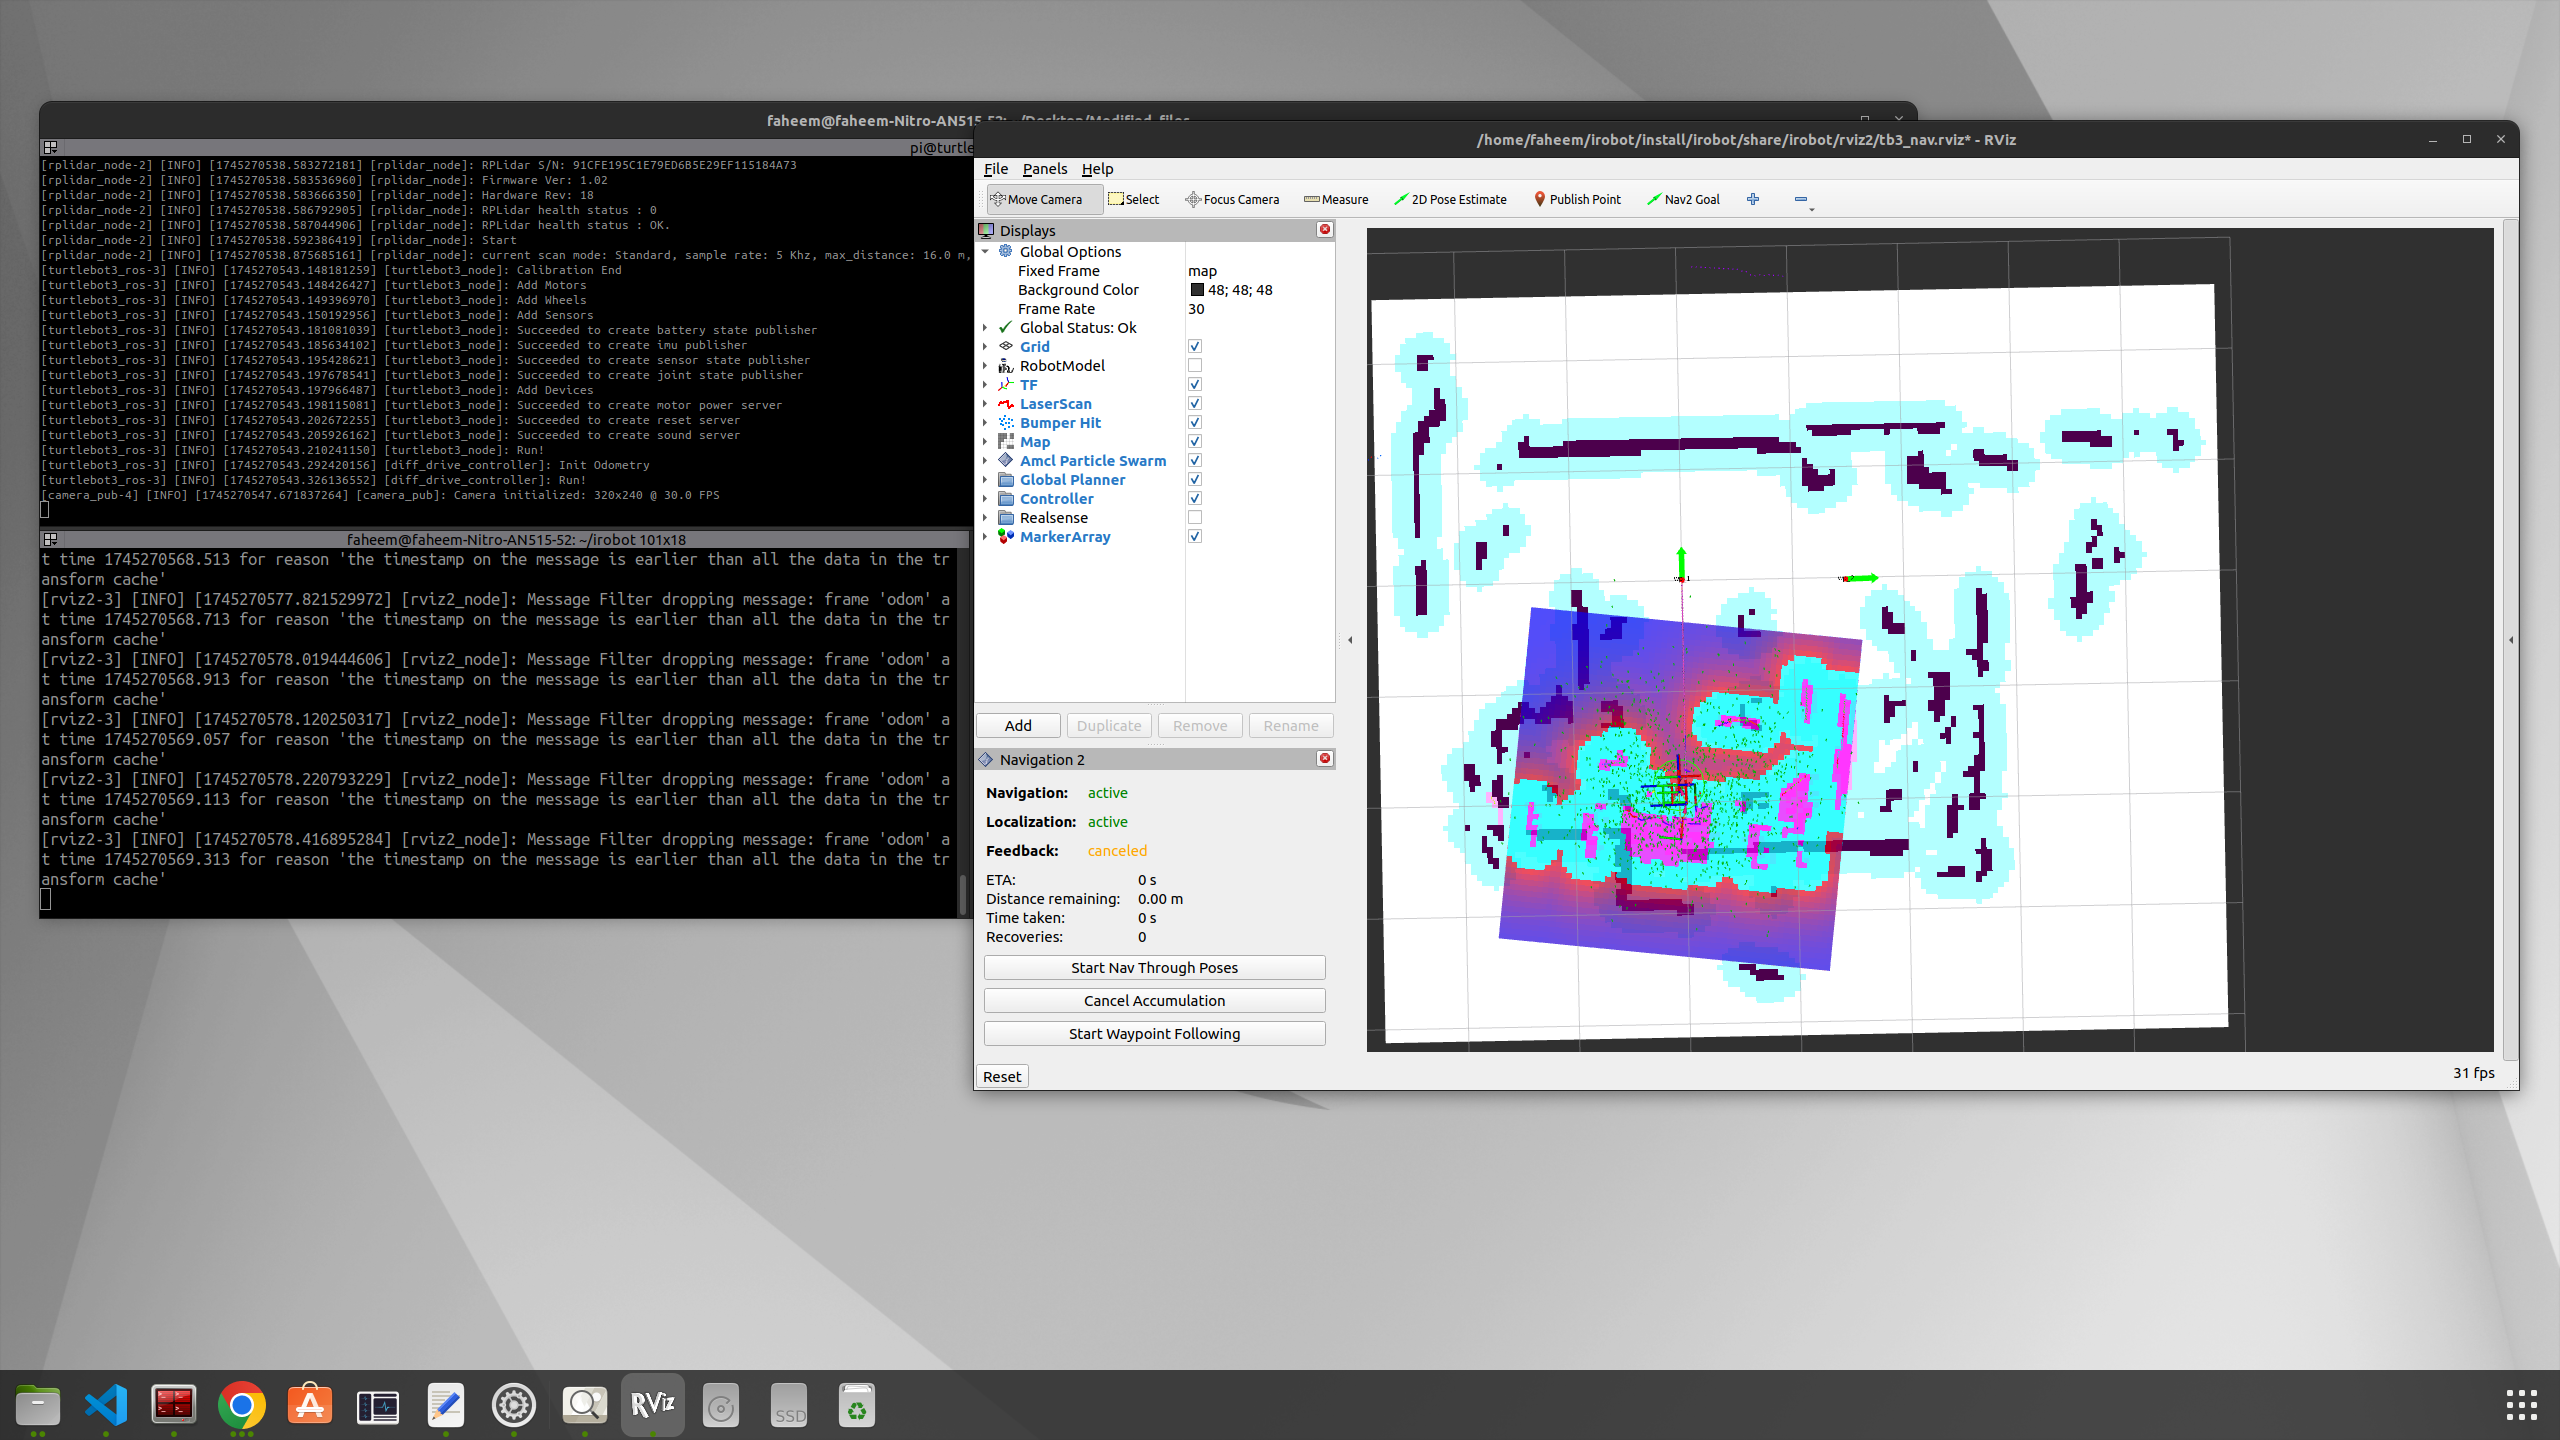 faheem@faheem-Nitro-AN515-52: ~/Desktop/Modified_files
pi@turtle
[rplidar_node-2] [INFO] [1745270538.583272181] [rplidar_node]: RPLidar S/N: 91CFE195C1E79ED6B5E29EF115184A73
[rplidar_node-2] [INFO] [1745270538.583536960] [rplidar_node]: Firmware Ver: 1.02
[rplidar_node-2] [INFO] [1745270538.583666350] [rplidar_node]: Hardware Rev: 18
[rplidar_node-2] [INFO] [1745270538.586792905] [rplidar_node]: RPLidar health status : 0
[rplidar_node-2] [INFO] [1745270538.587044906] [rplidar_node]: RPLidar health status : OK.
[rplidar_node-2] [INFO] [1745270538.592386419] [rplidar_node]: Start
[rplidar_node-2] [INFO] [1745270538.875685161] [rplidar_node]: current scan mode: Standard, sample rate: 5 Khz, max_distance: 16.0 m,
[turtlebot3_ros-3] [INFO] [1745270543.148181259] [turtlebot3_node]: Calibration End
[turtlebot3_ros-3] [INFO] [1745270543.148426427] [turtlebot3_node]: Add Motors
[turtlebot3_ros-3] [INFO] [1745270543.149396970] [turtlebot3_node]: Add Wheels
[turtlebot3_ros-3] [INFO] [1745270543.150192956] [turtlebot3_node]: Add Sensors
[turtlebot3_ros-3] [INFO] [1745270543.181081039] [turtlebot3_node]: Succeeded to create battery state publisher
[turtlebot3_ros-3] [INFO] [1745270543.185634102] [turtlebot3_node]: Succeeded to create imu publisher
[turtlebot3_ros-3] [INFO] [1745270543.195428621] [turtlebot3_node]: Succeeded to create sensor state publisher
[turtlebot3_ros-3] [INFO] [1745270543.197678541] [turtlebot3_node]: Succeeded to create joint state publisher
[turtlebot3_ros-3] [INFO] [1745270543.197966487] [turtlebot3_node]: Add Devices
[turtlebot3_ros-3] [INFO] [1745270543.198115081] [turtlebot3_node]: Succeeded to create motor power server
[turtlebot3_ros-3] [INFO] [1745270543.202672255] [turtlebot3_node]: Succeeded to create reset server
[turtlebot3_ros-3] [INFO] [1745270543.205926162] [turtlebot3_node]: Succeeded to create sound server
[turtlebot3_ros-3] [INFO] [1745270543.210241150] [turtlebot3_node]: Run!
[turtlebot3_ros-3] [INFO] [1745270543.292420156] [diff_drive_controller]: Init Odometry
[turtlebot3_ros-3] [INFO] [1745270543.326136552] [diff_drive_controller]: Run!
[camera_pub-4] [INFO] [1745270547.671837264] [camera_pub]: Camera initialized: 320x240 @ 30.0 FPS
faheem@faheem-Nitro-AN515-52: ~/irobot 101x18
t time 1745270568.513 for reason 'the timestamp on the message is earlier than all the data in the tr
ansform cache'
[rviz2-3] [INFO] [1745270577.821529972] [rviz2_node]: Message Filter dropping message: frame 'odom' a
t time 1745270568.713 for reason 'the timestamp on the message is earlier than all the data in the tr
ansform cache'
[rviz2-3] [INFO] [1745270578.019444606] [rviz2_node]: Message Filter dropping message: frame 'odom' a
t time 1745270568.913 for reason 'the timestamp on the message is earlier than all the data in the tr
ansform cache'
[rviz2-3] [INFO] [1745270578.120250317] [rviz2_node]: Message Filter dropping message: frame 'odom' a
t time 1745270569.057 for reason 'the timestamp on the message is earlier than all the data in the tr
ansform cache'
[rviz2-3] [INFO] [1745270578.220793229] [rviz2_node]: Message Filter dropping message: frame 'odom' a
t time 1745270569.113 for reason 'the timestamp on the message is earlier than all the data in the tr
ansform cache'
[rviz2-3] [INFO] [1745270578.416895284] [rviz2_node]: Message Filter dropping message: frame 'odom' a
t time 1745270569.313 for reason 'the timestamp on the message is earlier than all the data in the tr
ansform cache'
/home/faheem/irobot/install/irobot/share/irobot/rviz2/tb3_nav.rviz* - RViz
File Panels Help
Move Camera Select Focus Camera Measure 2D Pose Estimate Publish Point Nav2 Goal
Displays
Global Options
Fixed Frame map
Background Color 48; 48; 48
Frame Rate 30
Global Status: Ok
Grid
RobotModel
TF
LaserScan
Bumper Hit
Map
Amcl Particle Swarm
Global Planner
Controller
Realsense
MarkerArray
Add Duplicate Remove Rename
Navigation 2
Navigation: active
Localization: active
Feedback: canceled
ETA: 0 s
Distance remaining: 0.00 m
Time taken: 0 s
Recoveries: 0
Start Nav Through Poses
Cancel Accumulation
Start Waypoint Following
Reset
31 fps
RViz
SSD